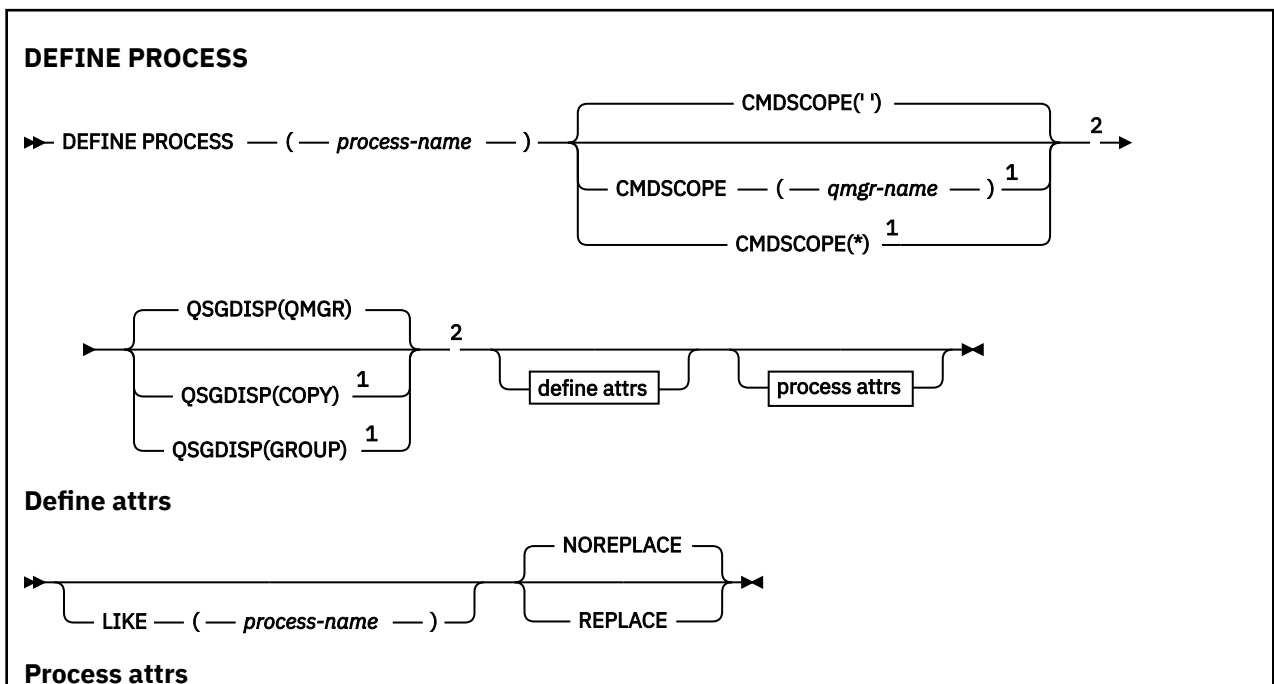 DEFINE PROCESS
CMDSCOPE(' ')
DEFINE PROCESS ( process-name ) 2
CMDSCOPE ( qmgr-name ) 1
CMDSCOPE(*) 1
QSGDISP(QMGR)
2
QSGDISP(COPY) 1 define attrs process attrs
QSGDISP(GROUP) 1
Define attrs
NOREPLACE
LIKE ( process-name ) REPLACE
Process attrs